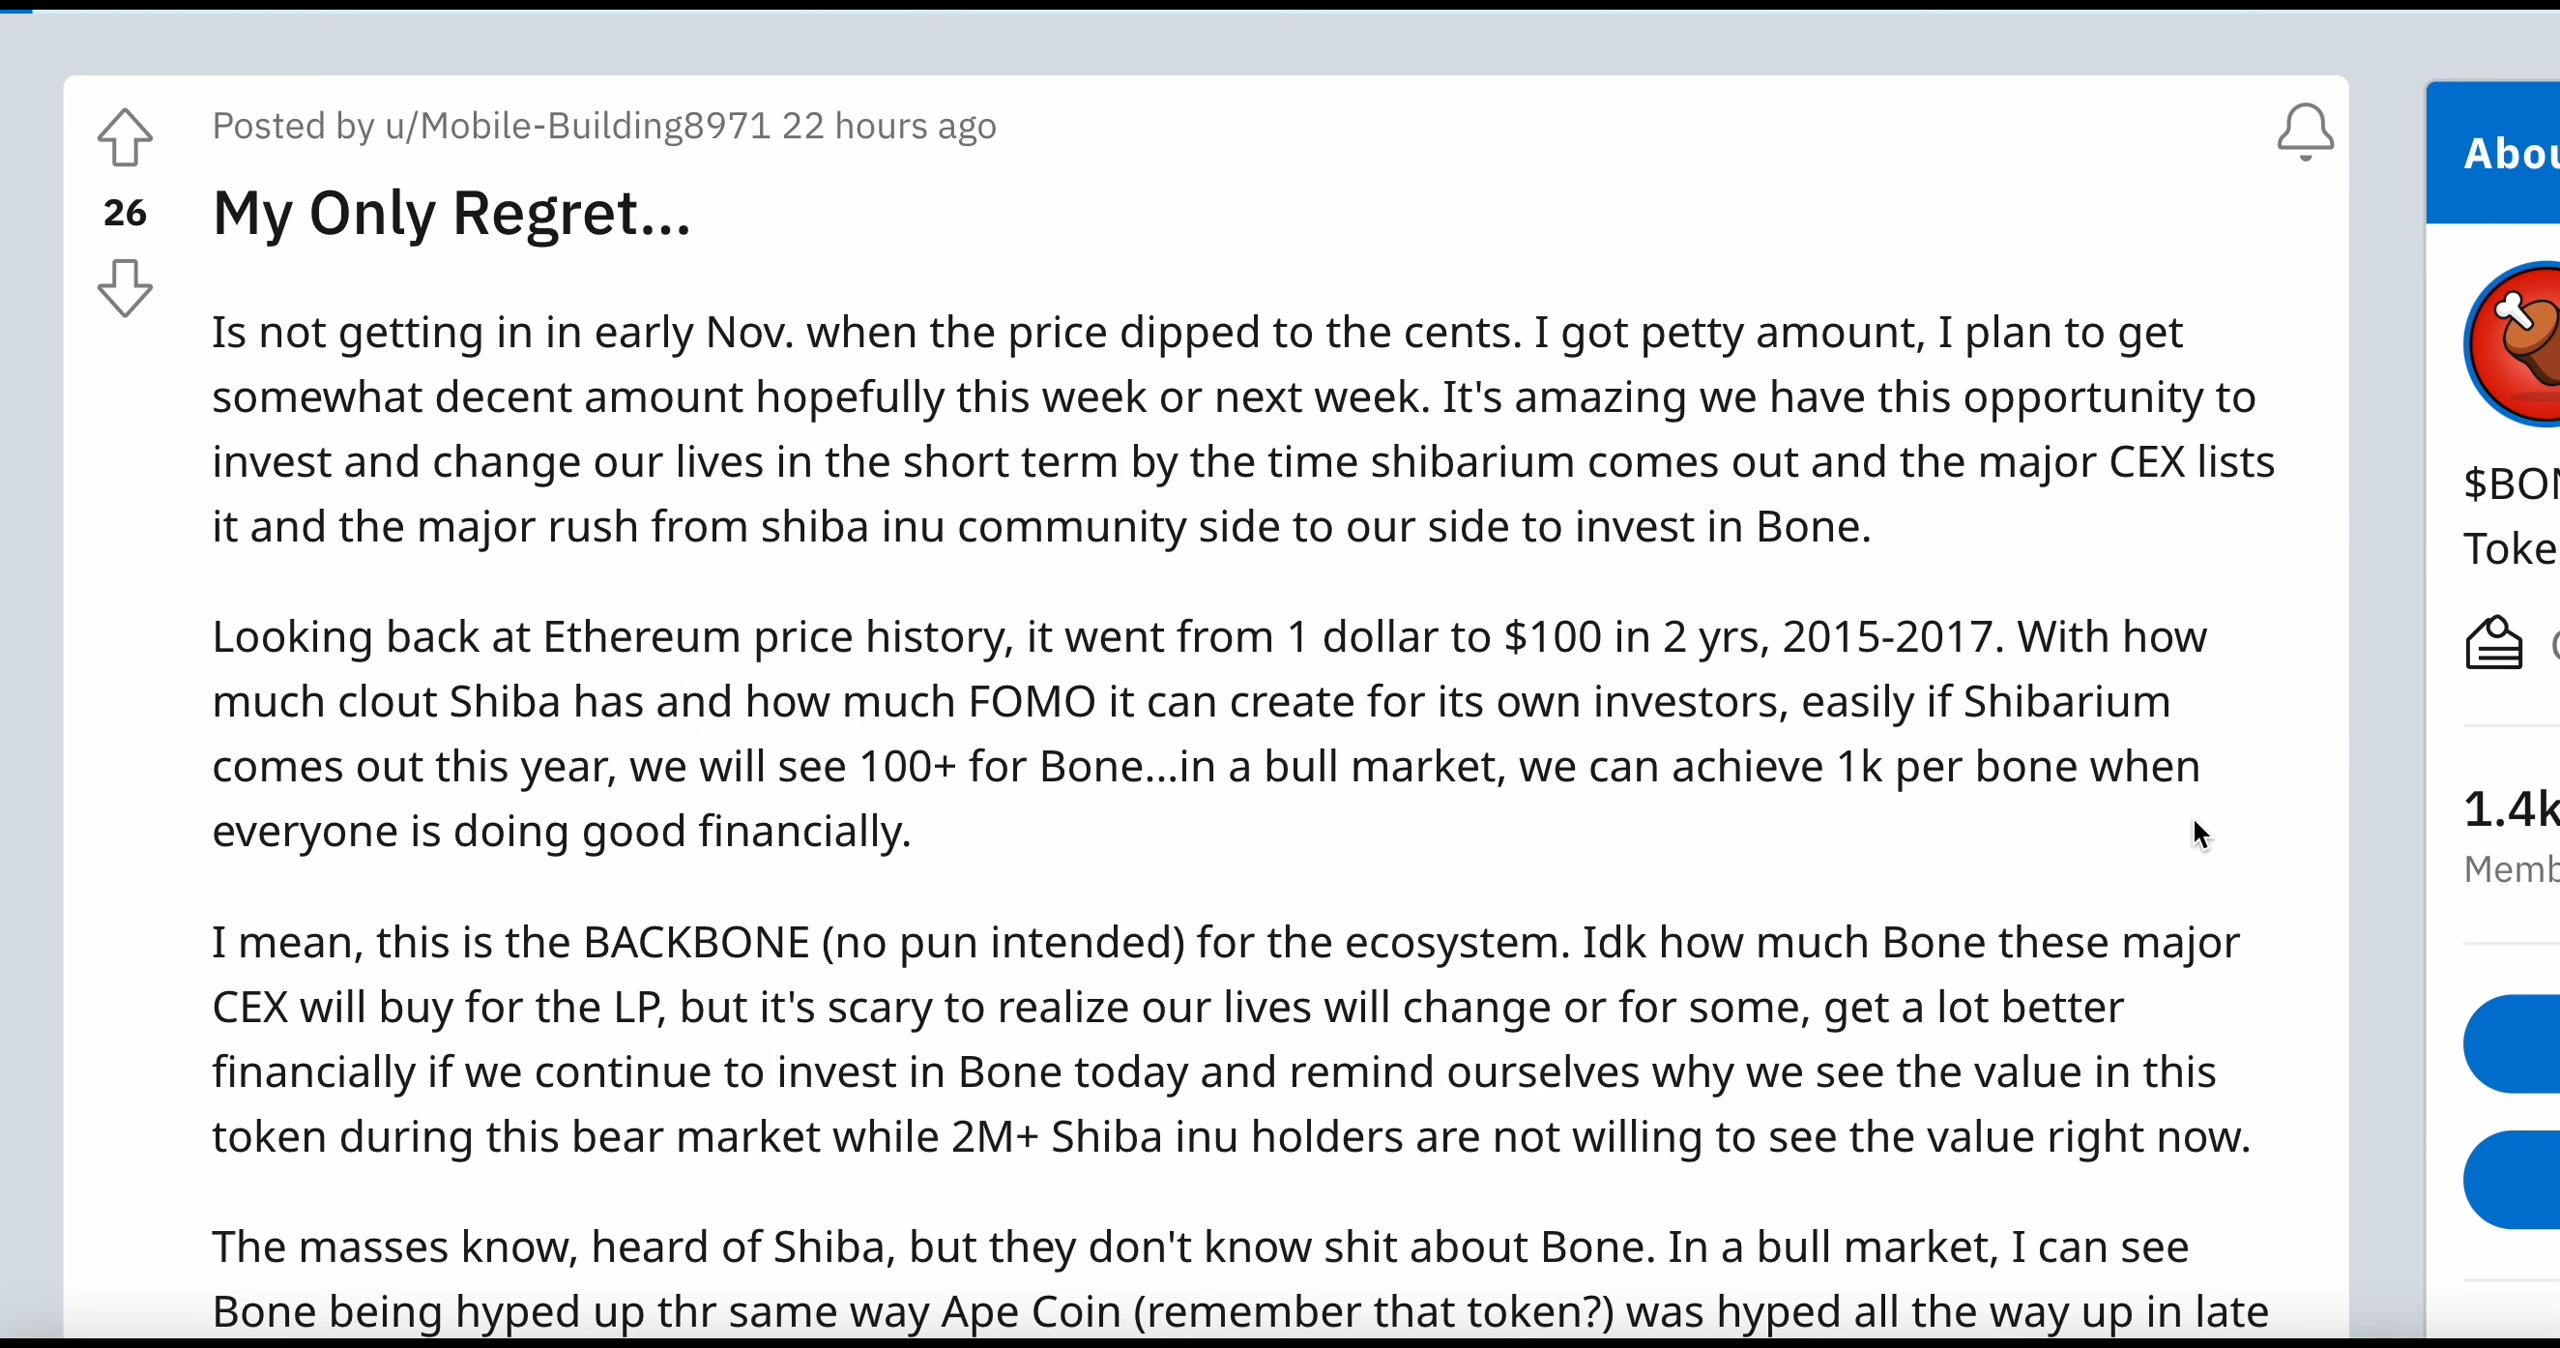 Posted by u/Mobile-Building8971 22 hours ago
26
My Only Regret...
Is not getting in in early Nov. when the price dipped to the cents. I got petty amount, I plan to get
somewhat decent amount hopefully this week or next week. It's amazing we have this opportunity to
invest and change our lives in the short term by the time shibarium comes out and the major CEX lists
it and the major rush from shiba inu community side to our side to invest in Bone.
Looking back at Ethereum price history, it went from 1 dollar to $100 in 2 yrs, 2015-2017. With how
much clout Shiba has and how much FOMO it can create for its own investors, easily if Shibarium
comes out this year, we will see 100+ for Bone...in a bull market, we can achieve 1k per bone when
everyone is doing good financially.
I mean, this is the BACKBONE (no pun intended) for the ecosystem. Idk how much Bone these major
CEX will buy for the LP, but it's scary to realize our lives will change or for some, get a lot better
financially if we continue to invest in Bone today and remind ourselves why we see the value in this
token during this bear market while 2M+ Shiba inu holders are not willing to see the value right now.
The masses know, heard of Shiba, but they don't know shit about Bone. In a bull market, I can see
Bone being hyped up thr same way Ape Coin (remember that token?) was hyped all the way up in late
Abou
$BON
Toke
1.4k
Memb